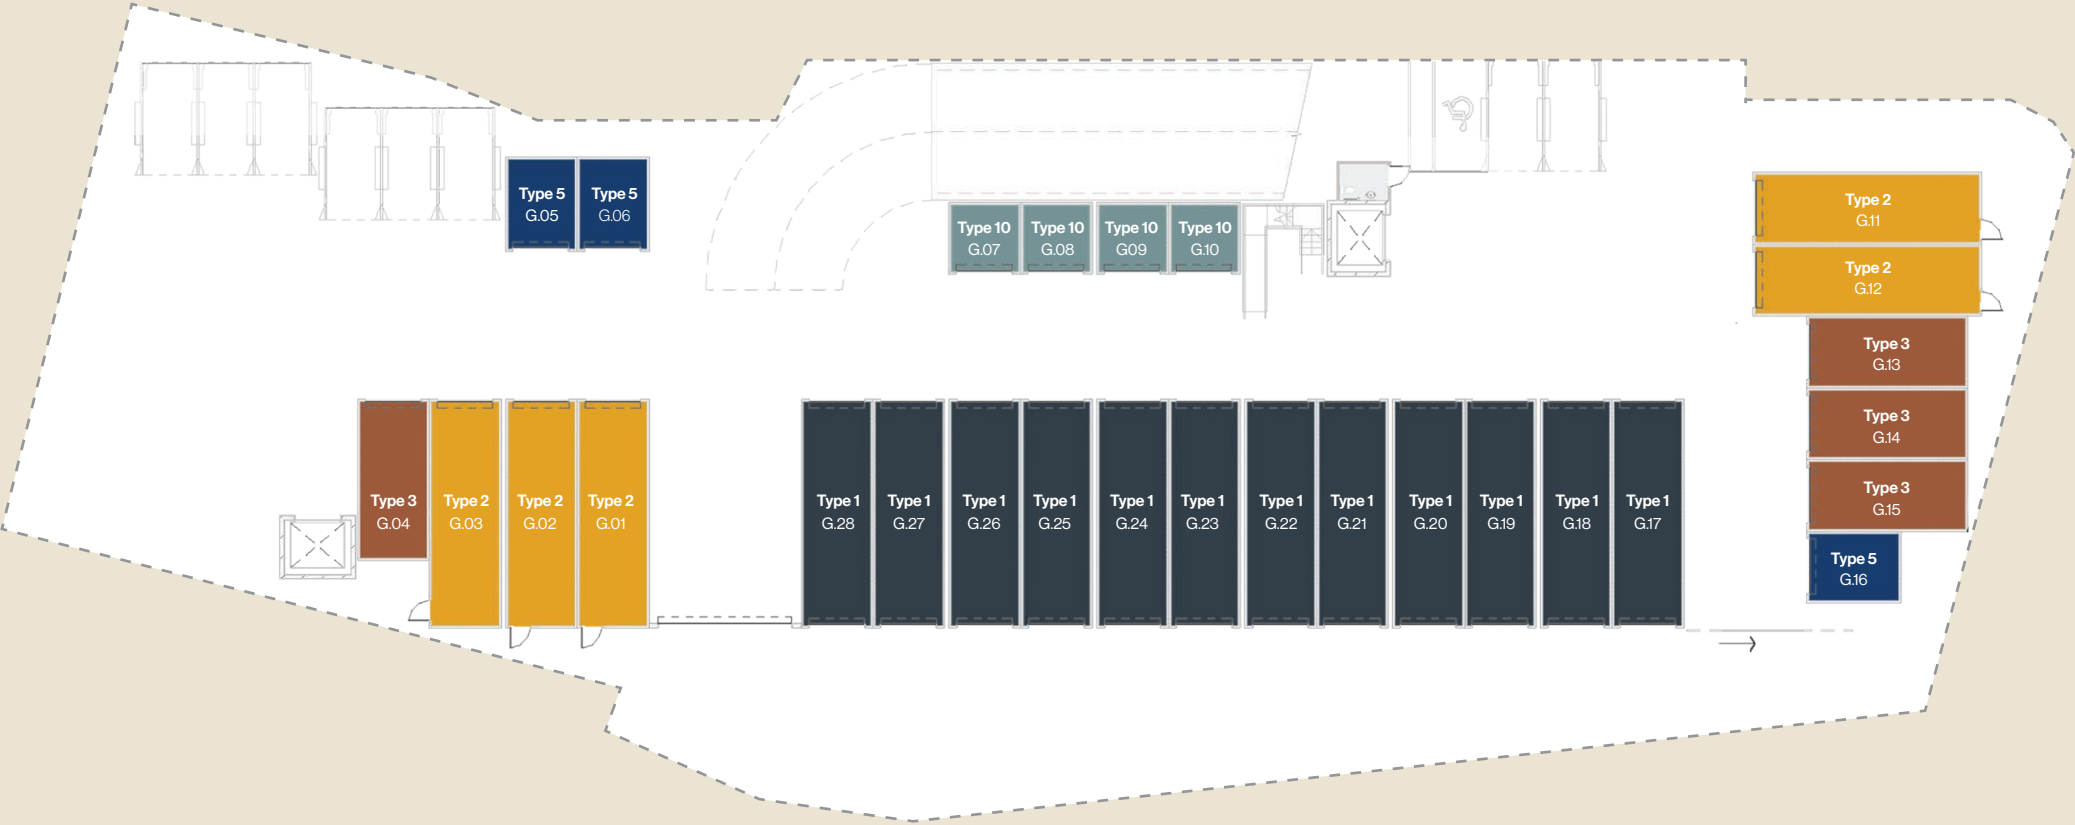 Type 5
G.05
Type 5
G.06
Type 10
G.07
Type 10
G.08
Type 10
G09
Type 10
G.10
Type 2
G.11
Type 2
G.12
Type 3
G.13
Type 3
G.14
Type 3
G.15
Type 5
G.16
Type 3
G.04
Type 2
G.03
Type 2
G.02
Type 2
G.01
Type 1
G.28
Type 1
G.27
Type 1
G.26
Type 1
G.25
Type 1
G.24
Type 1
G.23
Type 1
G.22
Type 1
G.21
Type 1
G.20
Type 1
G.19
Type 1
G.18
Type 1
G.17